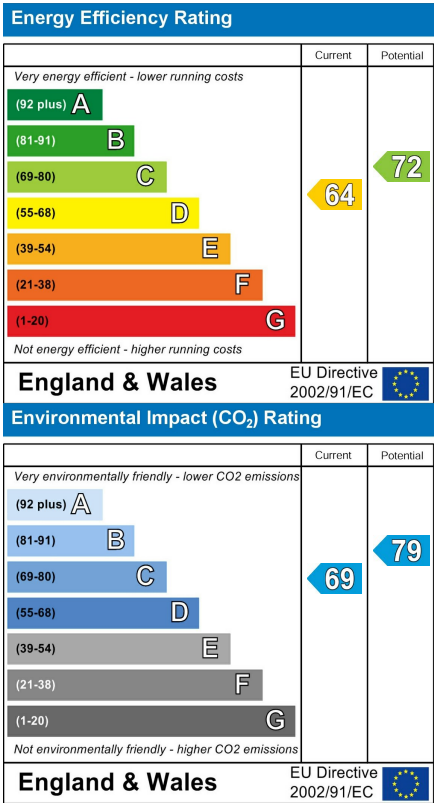 Energy Efficiency Rating
Current Potential
Very energy efficient - lower running costs
(92 plus) A
(81-91) B
(69-80) C
(55-68) D
(39-54) E
(21-38) F
(1-20) G
64
72
Not energy efficient - higher running costs
England & Wales
EU Directive
2002/91/EC
Environmental Impact (CO₂) Rating
Current Potential
Very environmentally friendly - lower CO2 emissions
(92 plus) A
(81-91) B
(69-80) C
(55-68) D
(39-54) E
(21-38) F
(1-20) G
69
79
Not environmentally friendly - higher CO2 emissions
England & Wales
EU Directive
2002/91/EC